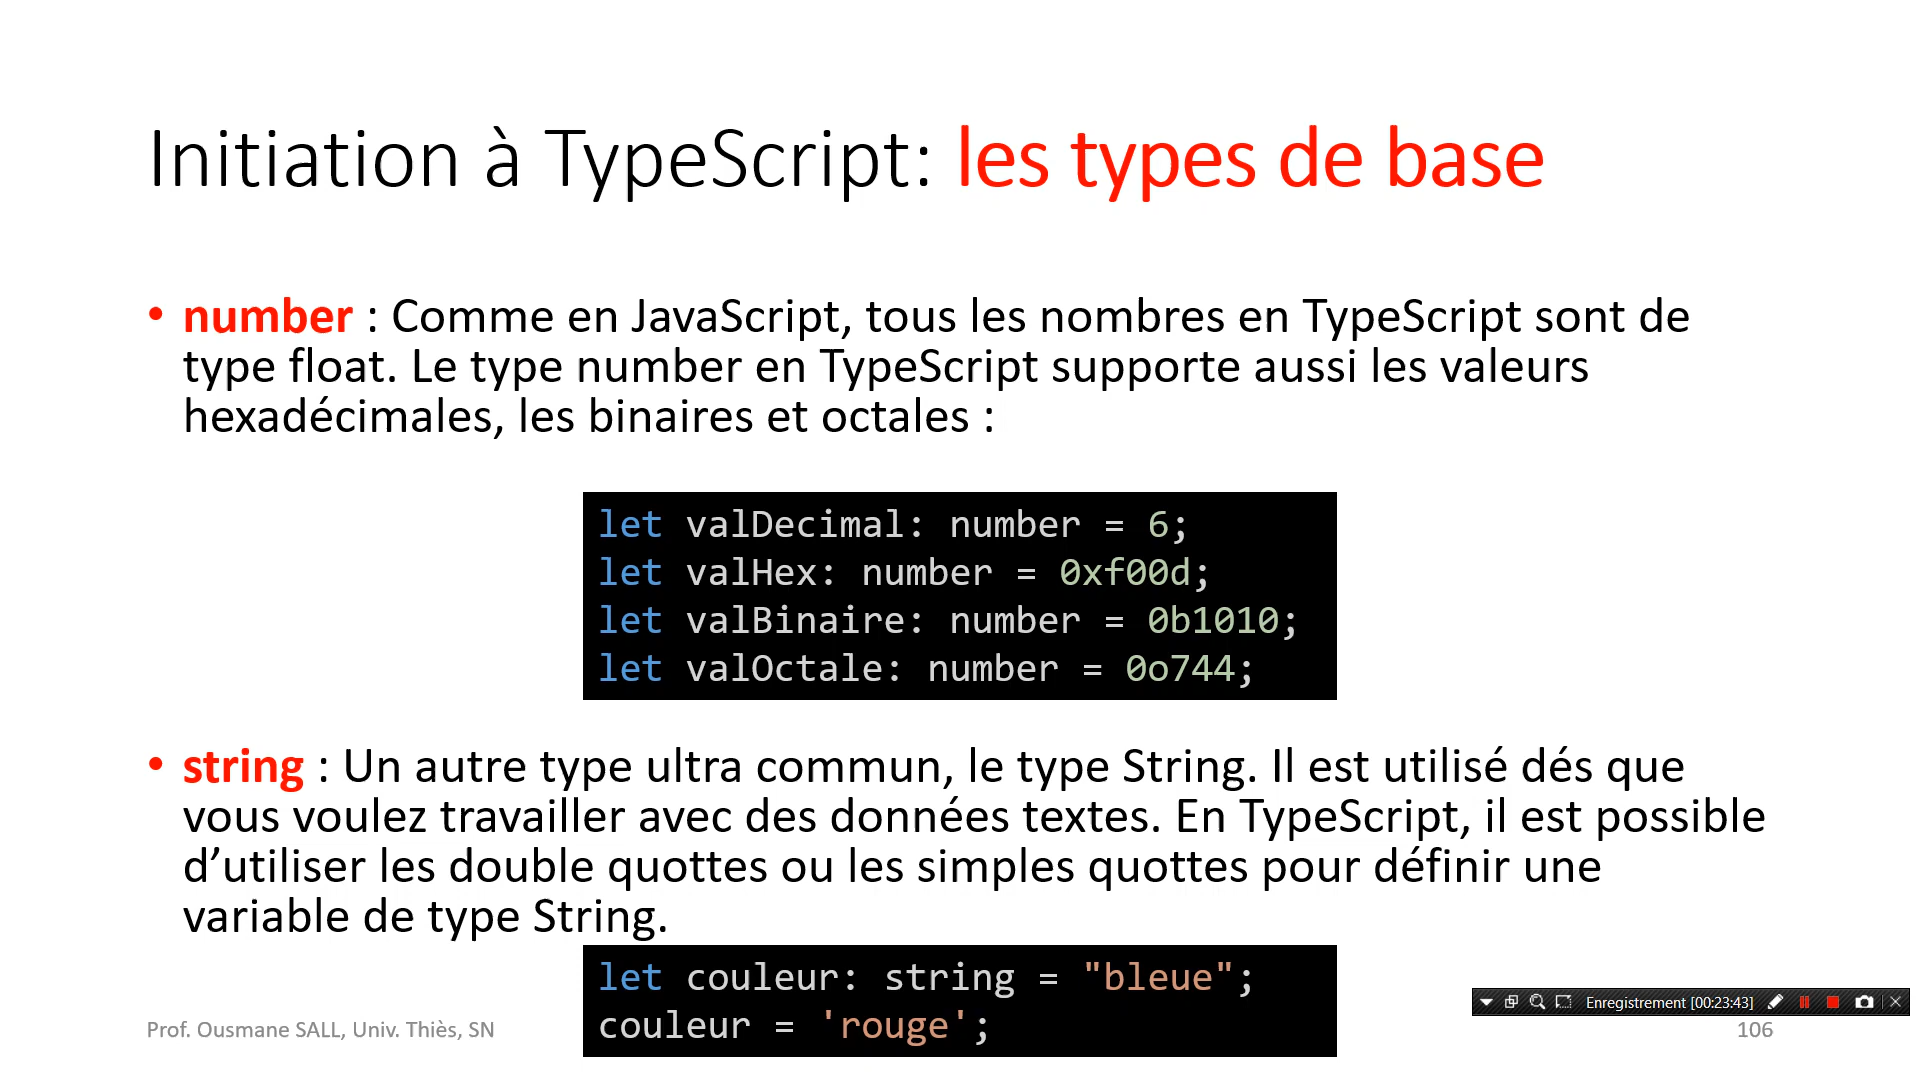 Initiation à TypeScript: les types de base
• number : Comme en JavaScript, tous les nombres en TypeScript sont de
type float. Le type number en TypeScript supporte aussi les valeurs
hexadécimales, les binaires et octales :
let valDecimal: number = 6;
let valHex: number = 0xf00d;
let valBinaire: number = 0b1010;
let valOctale: number = 0o744;
• string : Un autre type ultra commun, le type String. Il est utilisé dés que
vous voulez travailler avec des données textes. En TypeScript, il est possible
d’utiliser les double quottes ou les simples quottes pour définir une
variable de type String.
let couleur: string = "bleue";
couleur = 'rouge';
Enregistrement [00:23:43]
Prof. Ousmane SALL, Univ. Thiès, SN
106